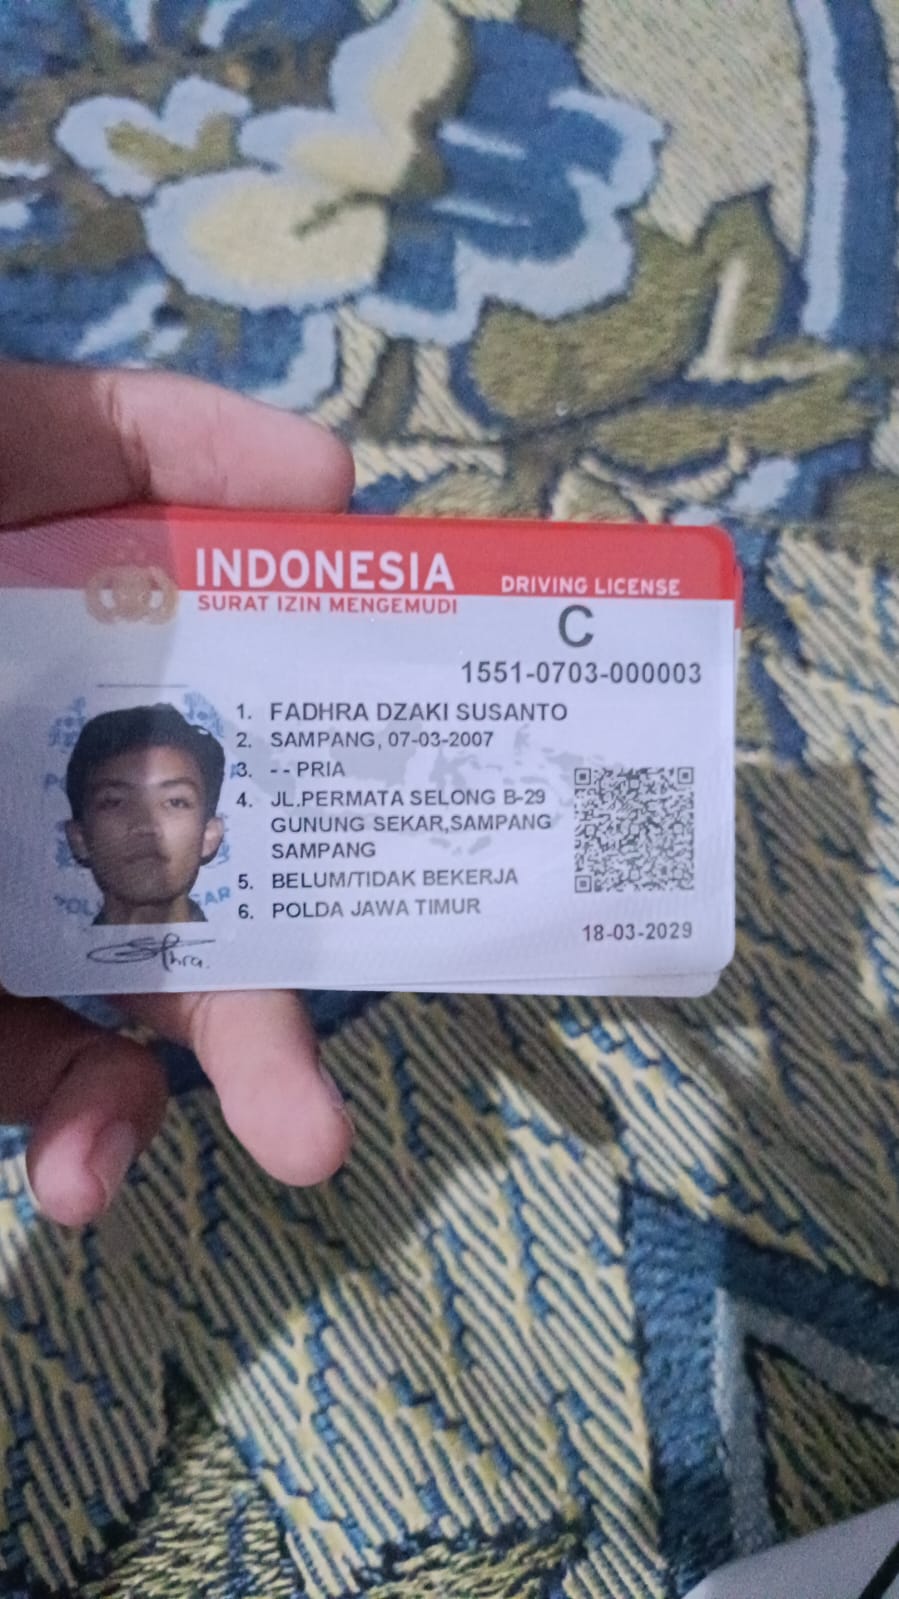 INDONESIA
DRIVING LICENSE
SURAT IZIN MENGEMUDI
C
1551-0703-000003
1. FADHRA DZAKI SUSANTO
2. SAMPANG, 07-03-2007
3. -- PRIA
4. JL.PERMATA SELONG B-29
GUNUNG SEKAR,SAMPANG
SAMPANG
5. BELUM/TIDAK BEKERJA
6. POLDA JAWA TIMUR
18-03-2029